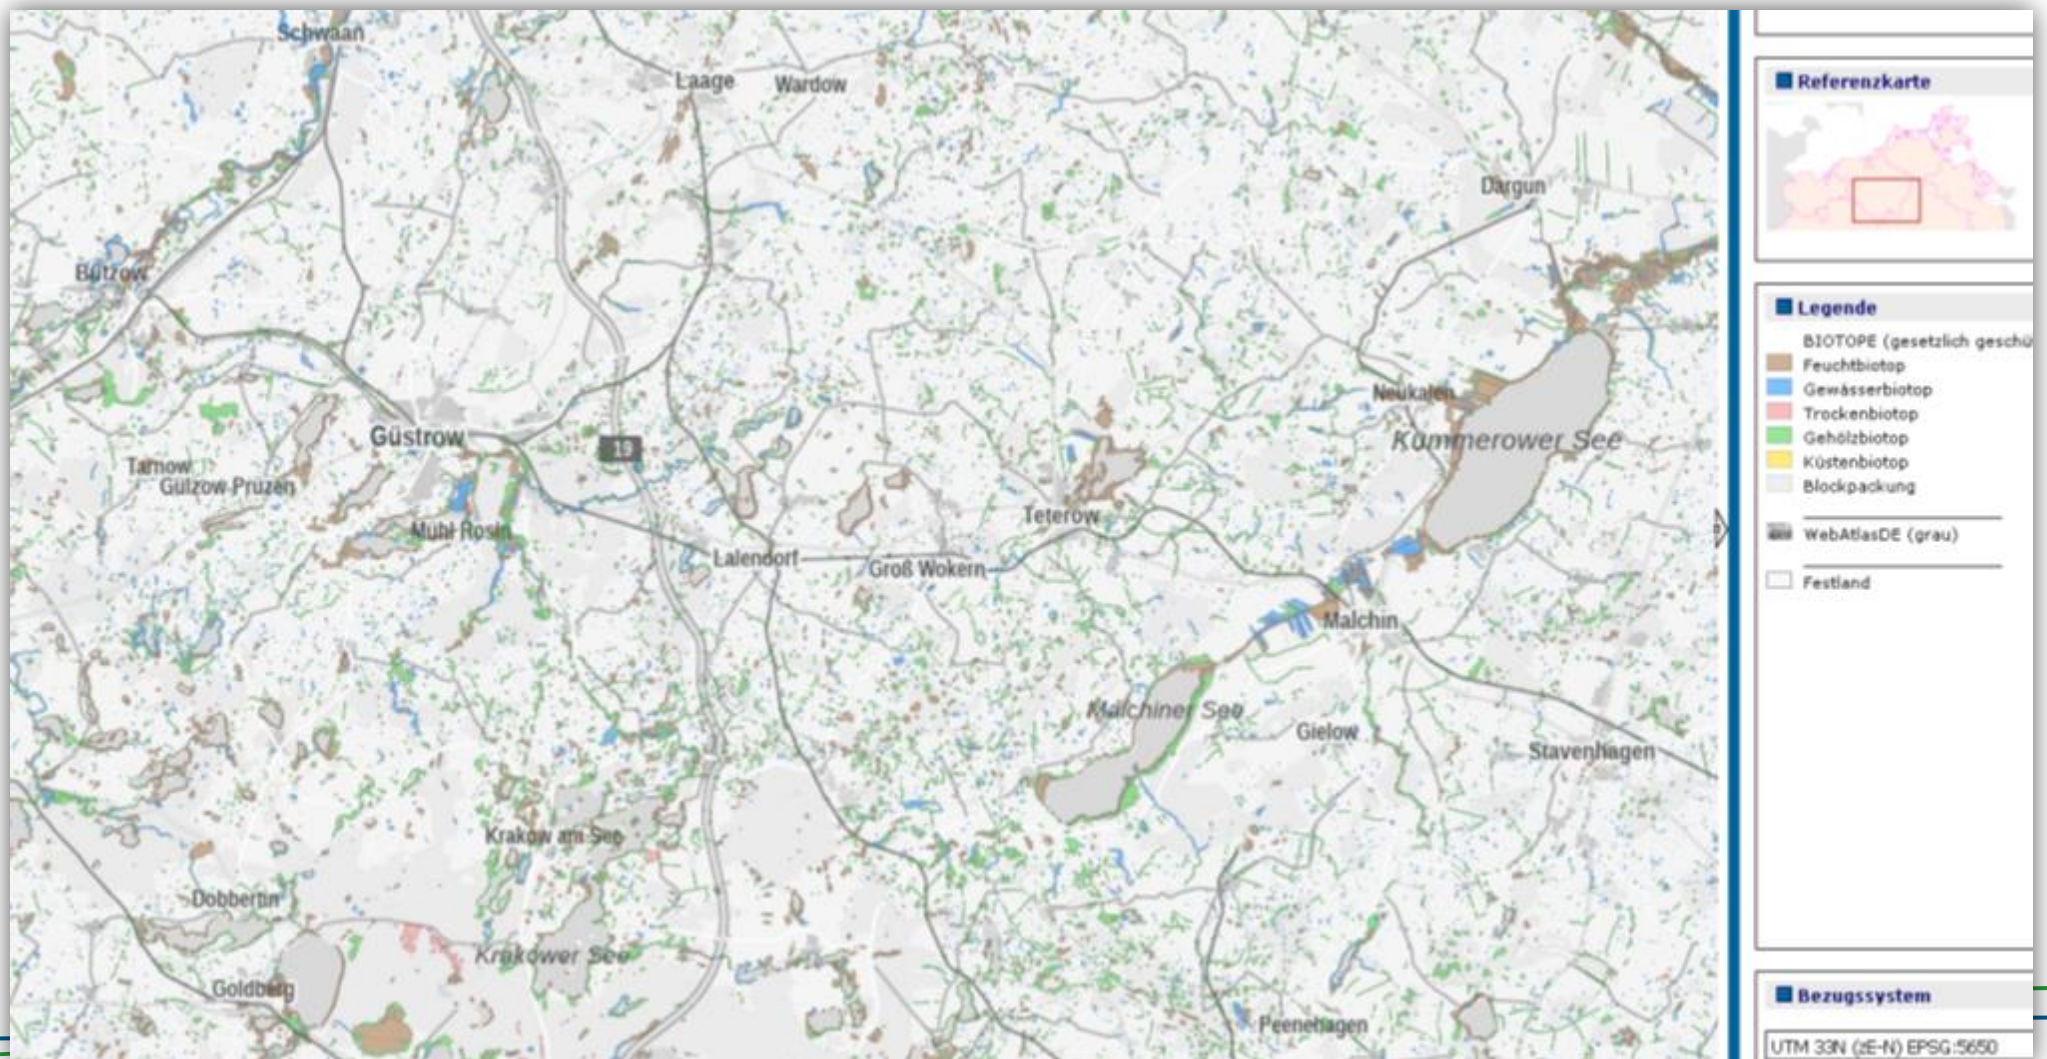 Schwaan
Laage
Wardow
Dargun
Bützow
Neukalen
Kummerower See
Güstrow
19
Tarnow
Gülzow-Prüzen
Mühl Rosin
Teterow
Lalendorf
Groß Wokern
Malchin
Malchiner See
Gielow
Stavenhagen
Krakow am See
Dobbertin
Krakower See
Goldberg
Peenehagen
Referenzkarte
Legende
BIOTOPE (gesetzlich geschü
Feuchtbiotop
Gewässerbiotop
Trockenbiotop
Gehölzbiotop
Küstenbiotop
Blockpackung
WebAtlasDE (grau)
Festland
Bezugssystem
UTM 33N (zE-N) EPSG:5650